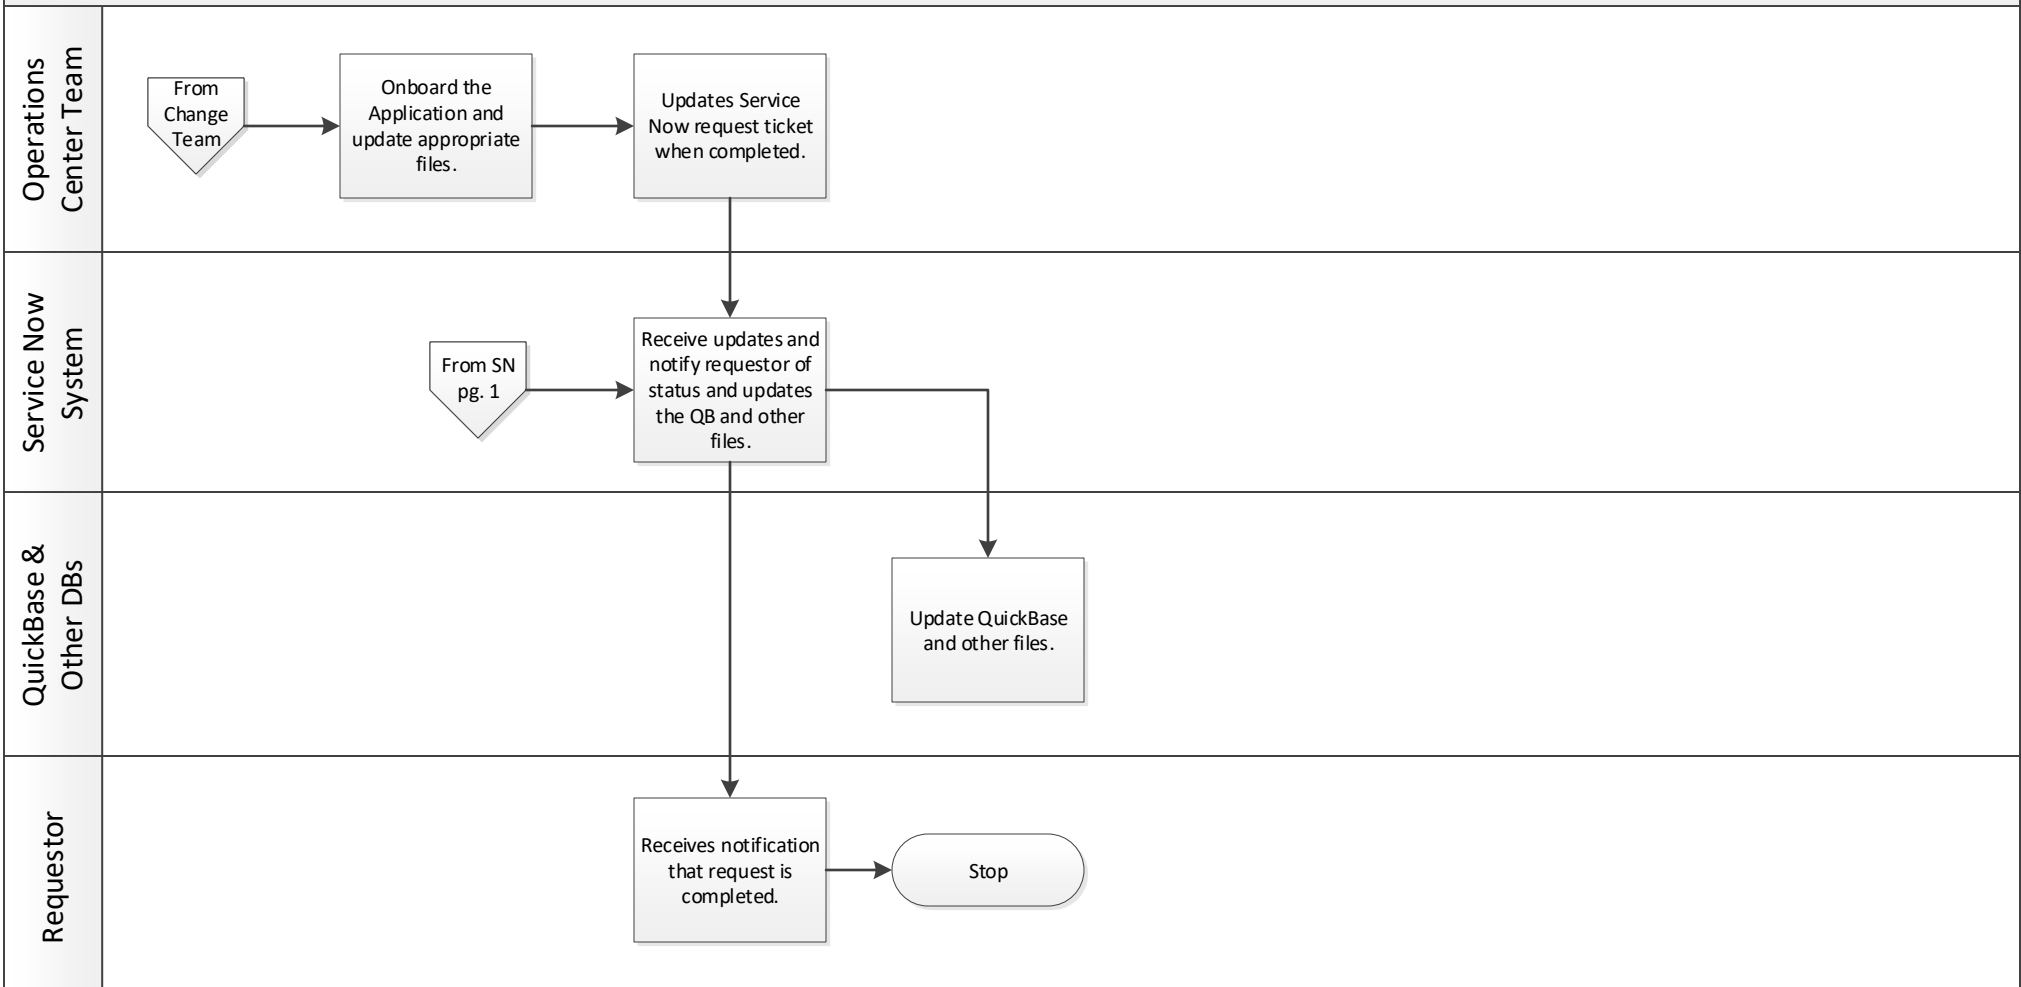 Operations
Center Team
From
Change
Team
Onboard the
Application and
update appropriate
files.
Updates Service
Now request ticket
when completed.
Service Now
System
From SN
pg. 1
Receive updates and
notify requestor of
status and updates
the QB and other
files.
QuickBase &
Other DBs
Update QuickBase
and other files.
Requestor
Receives notification
that request is
completed.
Stop